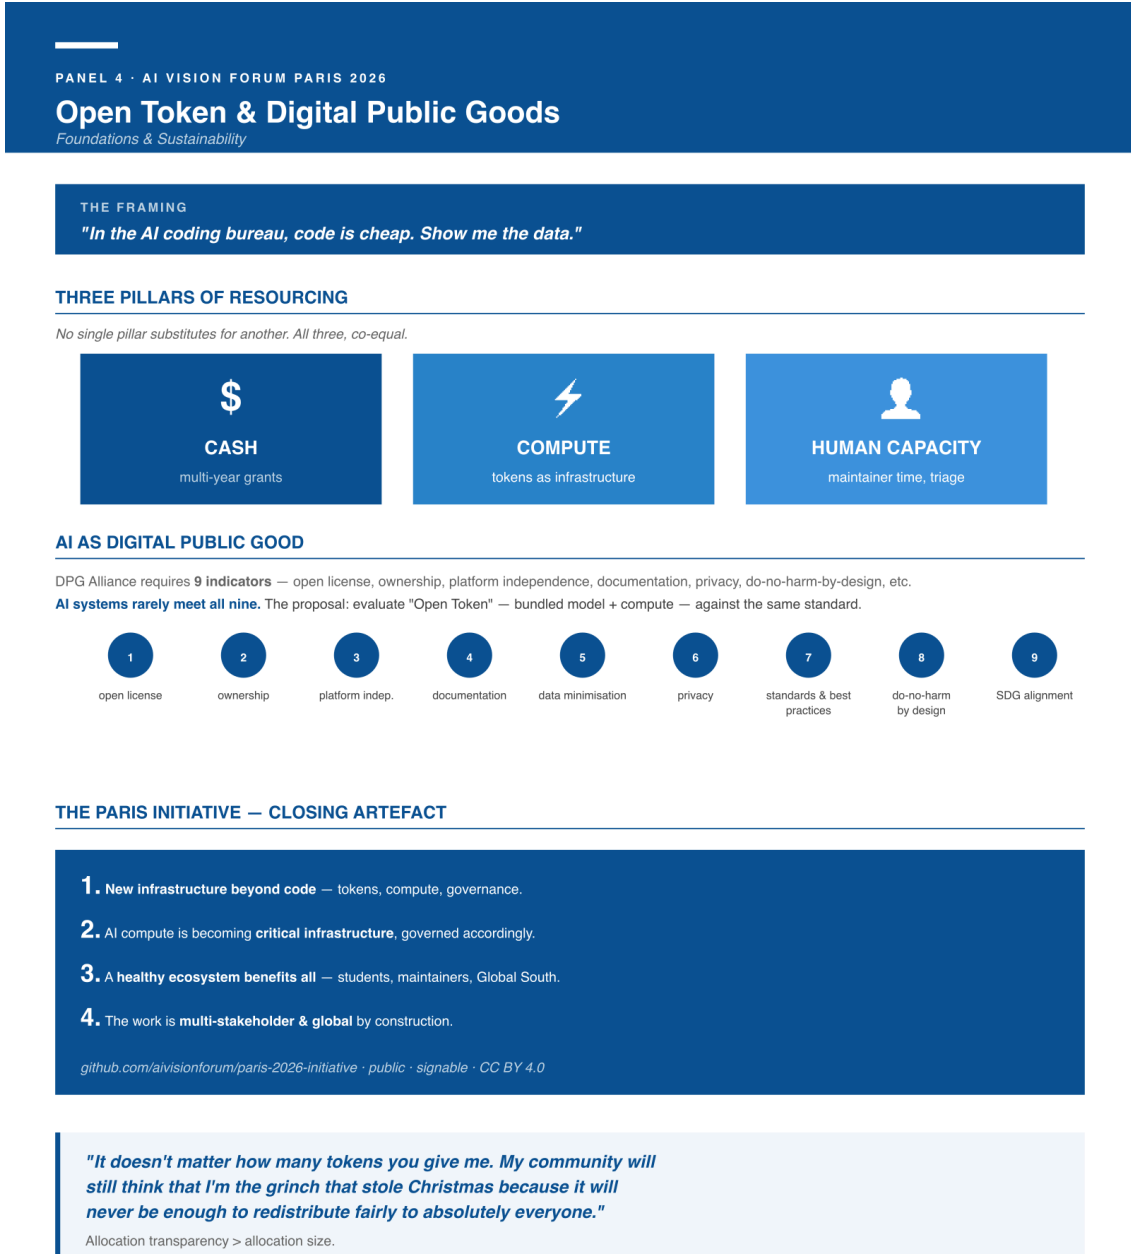 PANEL 4 · AI VISION FORUM PARIS 2026
Open Token & Digital Public Goods
Foundations & Sustainability
THE FRAMING
"In the AI coding bureau, code is cheap. Show me the data."
THREE PILLARS OF RESOURCING
No single pillar substitutes for another. All three, co-equal.
$
CASH
multi-year grants
COMPUTE
tokens as infrastructure
HUMAN CAPACITY
maintainer time, triage
AI AS DIGITAL PUBLIC GOOD
DPG Alliance requires 9 indicators — open license, ownership, platform independence, documentation, privacy, do-no-harm-by-design, etc.
AI systems rarely meet all nine. The proposal: evaluate "Open Token" — bundled model + compute — against the same standard.
1
open license
2
ownership
3
platform indep.
4
documentation
5
data minimisation
6
privacy
7
standards & best
practices
8
do-no-harm
by design
9
SDG alignment
THE PARIS INITIATIVE — CLOSING ARTEFACT
1. New infrastructure beyond code — tokens, compute, governance.
2. AI compute is becoming critical infrastructure, governed accordingly.
3. A healthy ecosystem benefits all — students, maintainers, Global South.
4. The work is multi-stakeholder & global by construction.
github.com/aivisionforum/paris-2026-initiative · public · signable · CC BY 4.0
"It doesn't matter how many tokens you give me. My community will
still think that I'm the grinch that stole Christmas because it will
never be enough to redistribute fairly to absolutely everyone."
Allocation transparency > allocation size.